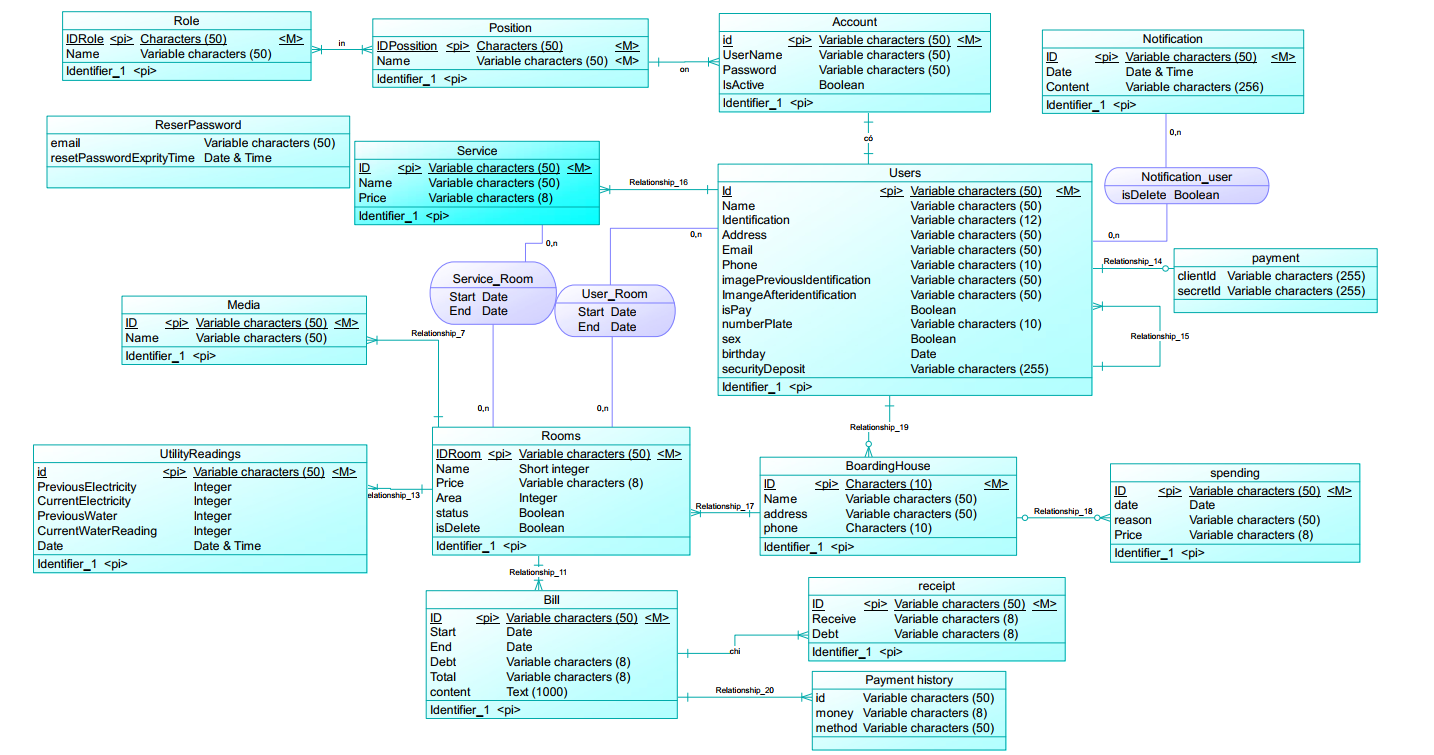 Role
IDRole <pi> Characters (50) <M>
Name Variable characters (50)
Identifier_1 <pi>
in
Position
IDPossition <pi> Characters (50) <M>
Name Variable characters (50) <M>
Identifier_1 <pi>
on
Account
id <pi> Variable characters (50) <M>
UserName Variable characters (50)
Password Variable characters (50)
IsActive Boolean
Identifier_1 <pi>
Notification
ID <pi> Variable characters (50) <M>
Date Date & Time
Content Variable characters (256)
Identifier_1 <pi>
ReserPassword
email Variable characters (50)
resetPasswordExprityTime Date & Time
có
0,n
Service
ID <pi> Variable characters (50) <M>
Name Variable characters (50)
Price Variable characters (8)
Identifier_1 <pi>
Relationship_16
Users
Id <pi> Variable characters (50) <M>
Name Variable characters (50)
Identification Variable characters (12)
Address Variable characters (50)
Email Variable characters (50)
Phone Variable characters (10)
imagePreviousIdentification Variable characters (50)
ImangeAfteridentification Variable characters (50)
isPay Boolean
numberPlate Variable characters (10)
sex Boolean
birthday Date
securityDeposit Variable characters (255)
Identifier_1 <pi>
Notification_user
isDelete Boolean
0,n
0,n
0,n
Relationship_14
payment
clientId Variable characters (255)
secretId Variable characters (255)
Relationship_15
Service_Room
Start Date
End Date
User_Room
Start Date
End Date
Media
ID <pi> Variable characters (50) <M>
Name Variable characters (50)
Identifier_1 <pi>
Relationship_7
0,n
0,n
Relationship_19
UtilityReadings
id <pi> Variable characters (50) <M>
PreviousElectricity Integer
CurrentElectricity Integer
PreviousWater Integer
CurrentWaterReading Integer
Date Date & Time
Identifier_1 <pi>
elationship_13
Rooms
IDRoom <pi> Variable characters (50) <M>
Name Short integer
Price Variable characters (8)
Area Integer
status Boolean
isDelete Boolean
Identifier_1 <pi>
Relationship_17
BoardingHouse
ID <pi> Characters (10) <M>
Name Variable characters (50)
address Variable characters (50)
phone Characters (10)
Identifier_1 <pi>
Relationship_18
spending
ID <pi> Variable characters (50) <M>
date Date
reason Variable characters (50)
Price Variable characters (8)
Identifier_1 <pi>
Relationship_11
Bill
ID <pi> Variable characters (50) <M>
Start Date
End Date
Debt Variable characters (8)
Total Variable characters (8)
content Text (1000)
Identifier_1 <pi>
chi
receipt
ID <pi> Variable characters (50) <M>
Receive Variable characters (8)
Debt Variable characters (8)
Identifier_1 <pi>
Relationship_20
Payment history
id Variable characters (50)
money Variable characters (8)
method Variable characters (50)